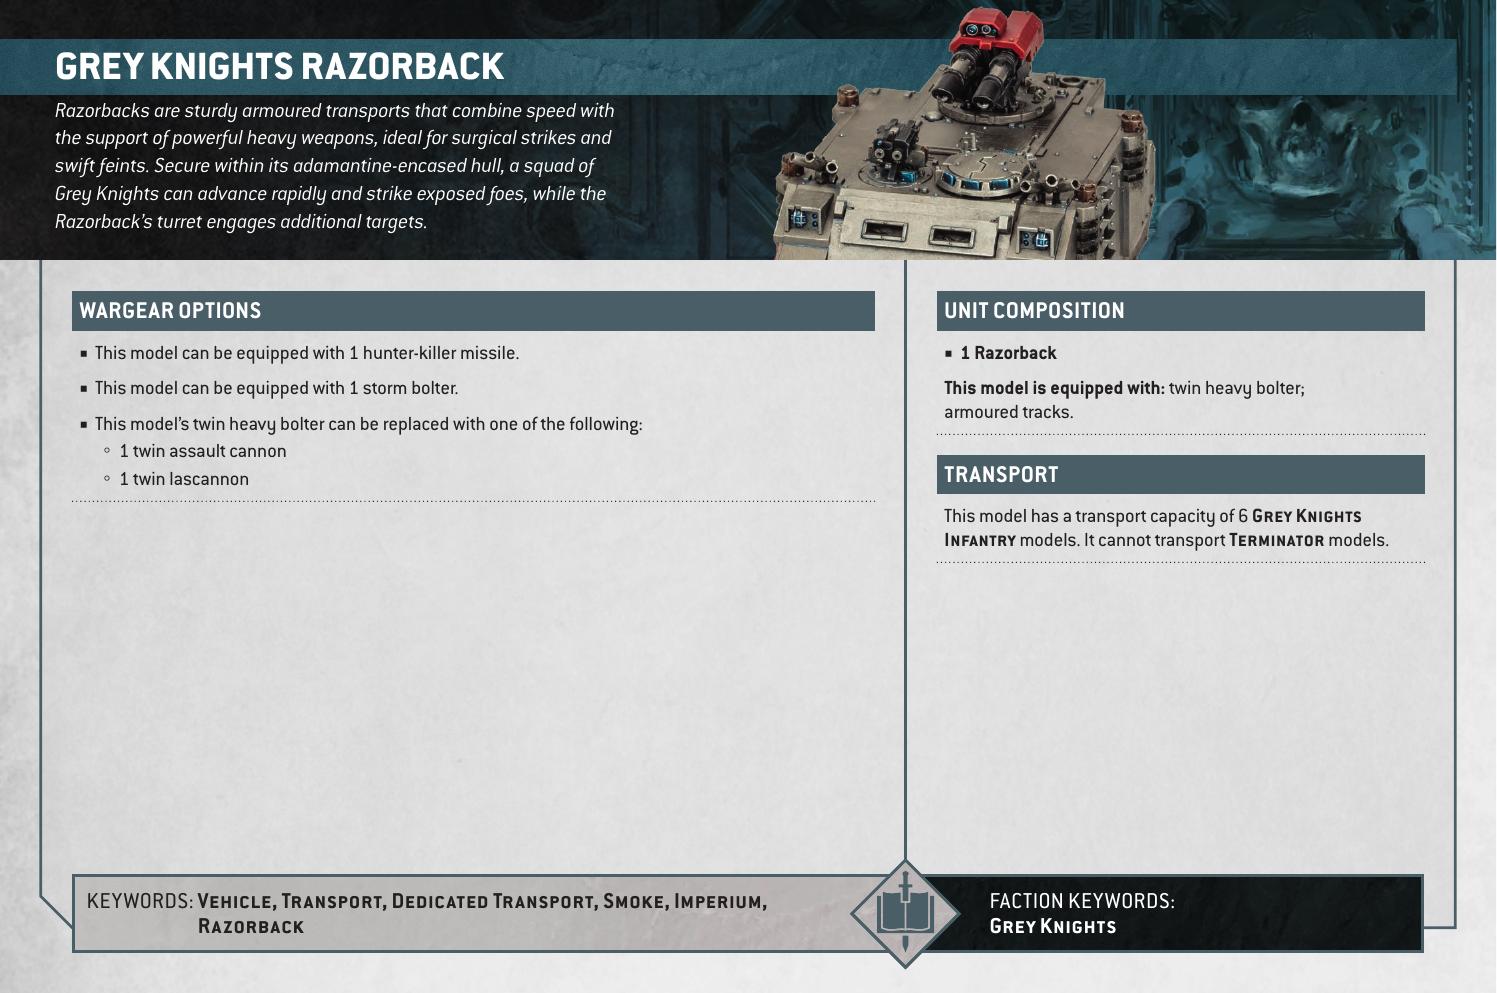 GREY KNIGHTS RAZORBACK
Razorbacks are sturdy armoured transports that combine speed with
the support of powerful heavy weapons, ideal for surgical strikes and
swift feints. Secure within its adamantine-encased hull, a squad of
Grey Knights can advance rapidly and strike exposed foes, while the
Razorback’s turret engages additional targets.
WARGEAR OPTIONS
■ This model can be equipped with 1 hunter-killer missile.
■ This model can be equipped with 1 storm bolter.
■ This model’s twin heavy bolter can be replaced with one of the following:
◦ 1 twin assault cannon
◦ 1 twin lascannon
UNIT COMPOSITION
■ 1 Razorback
This model is equipped with: twin heavy bolter;
armoured tracks.
TRANSPORT
This model has a transport capacity of 6 Grey Knights
Infantry models. It cannot transport Terminator models.
KEYWORDS: Vehicle, Transport, Dedicated Transport, Smoke, Imperium,
Razorback
FACTION KEYWORDS:
Grey Knights